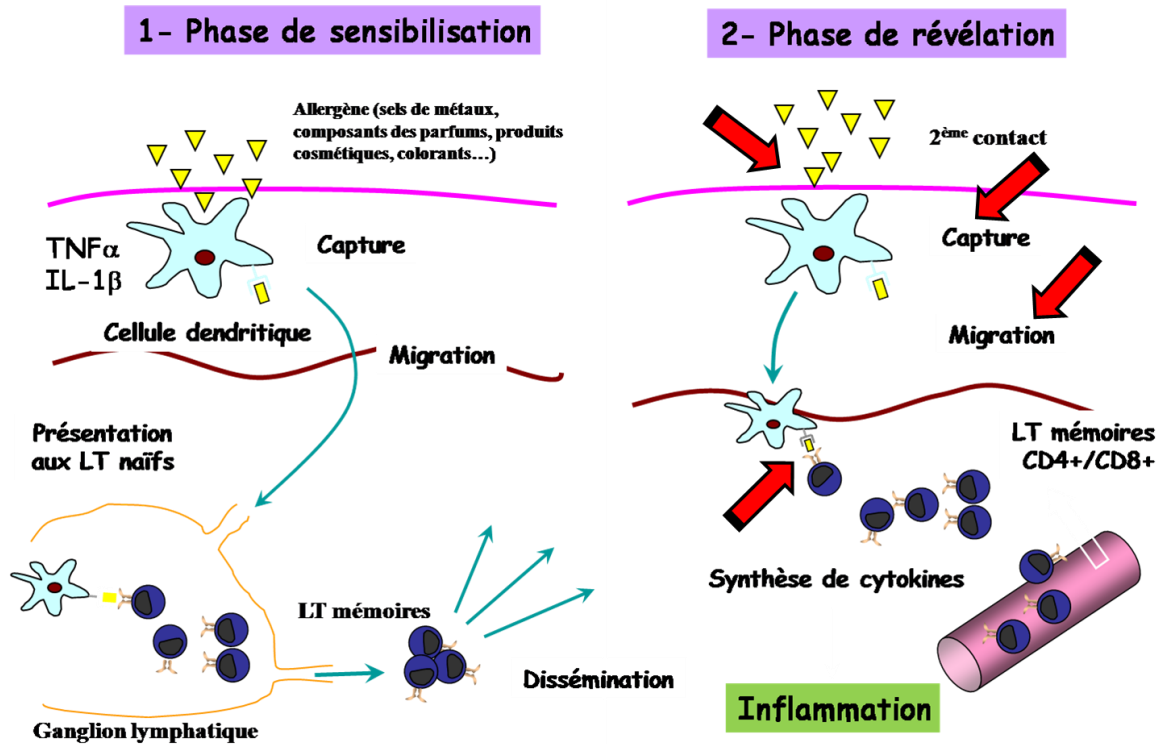 1- Phase de sensibilisation
Allergène (sels de métaux,
composants des parfums, produits
cosmétiques, colorants…)
TNFα
IL-1β
Capture
Cellule dendritique
Migration
Présentation
aux LT naïfs
LT mémoires
Dissémination
Ganglion lymphatique
2- Phase de révélation
2ème contact
Capture
Migration
LT mémoires
CD4+/CD8+
Synthèse de cytokines
Inflammation